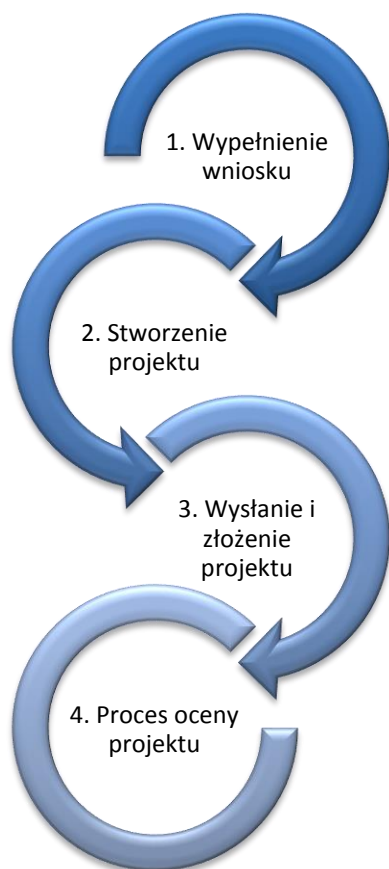 1. Wypełnienie
wniosku
2. Stworzenie
projektu
3. Wysłanie i
złożenie
projektu
4. Proces oceny
projektu